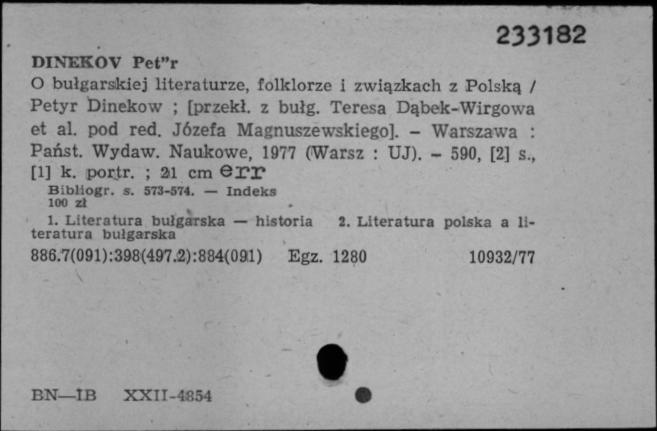 233182
DINEKOV Pet"r
O bułgarskiej literaturze, folklorze i związkach z Polską /
Petyr Dinekow ; [przekł. z bułg. Teresa Dąbek-Wirgowa
et al. pod red. Józefa Magnuszewskiego]. — Warszawa :
Państ. Wydaw. Naukowe, 1977 (Warsz : UJ). — 590, [2] s.,
[1] k. portr. ; 21 cm err
Bibliogr. s. 573-574. — Indeks
100 zł
1. Literatura bułgarska — historia 2. Literatura polska a li-
teratura bułgarska
886.7(091):398(497.2):884(091) Egz. 1280 10932/77
BN—IB XXII-4854